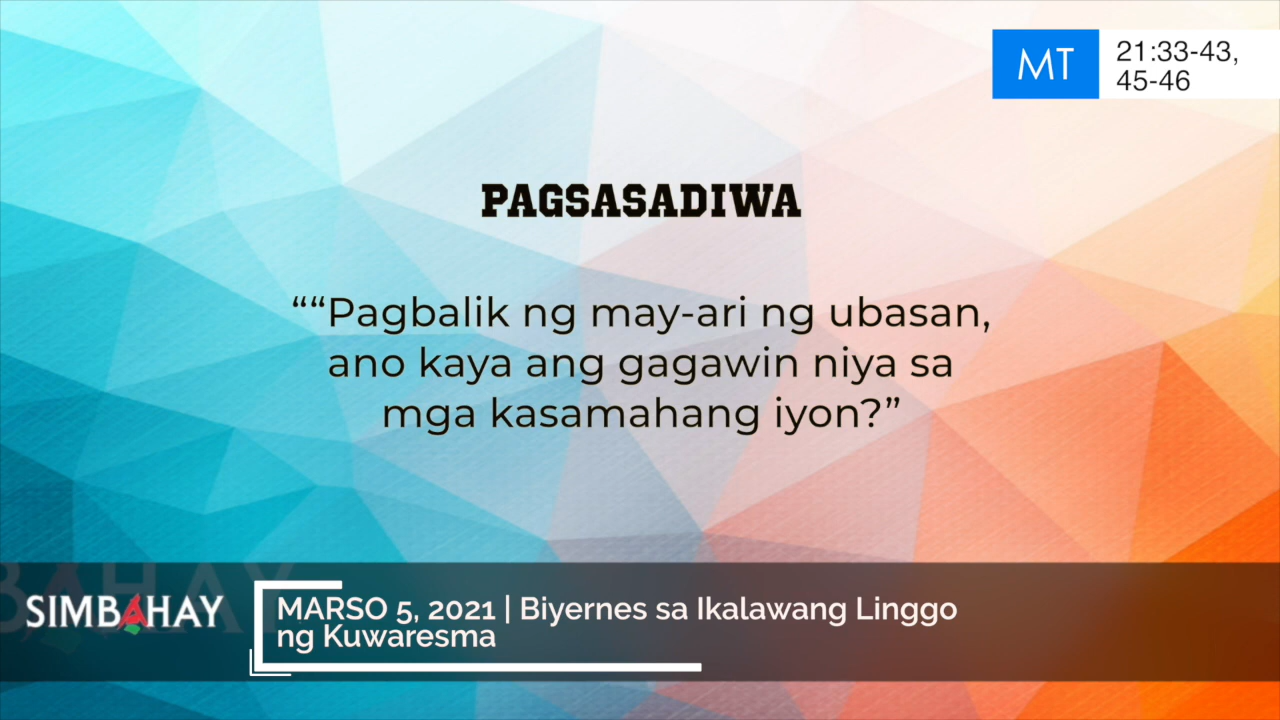 MT
21:33-43,
45-46
PAGSASADIWA
““Pagbalik ng may-ari ng ubasan,
ano kaya ang gagawin niya sa
mga kasamahang iyon?”
SIMBAHAY
MARSO 5, 2021 | Biyernes sa Ikalawang Linggo
ng Kuwaresma